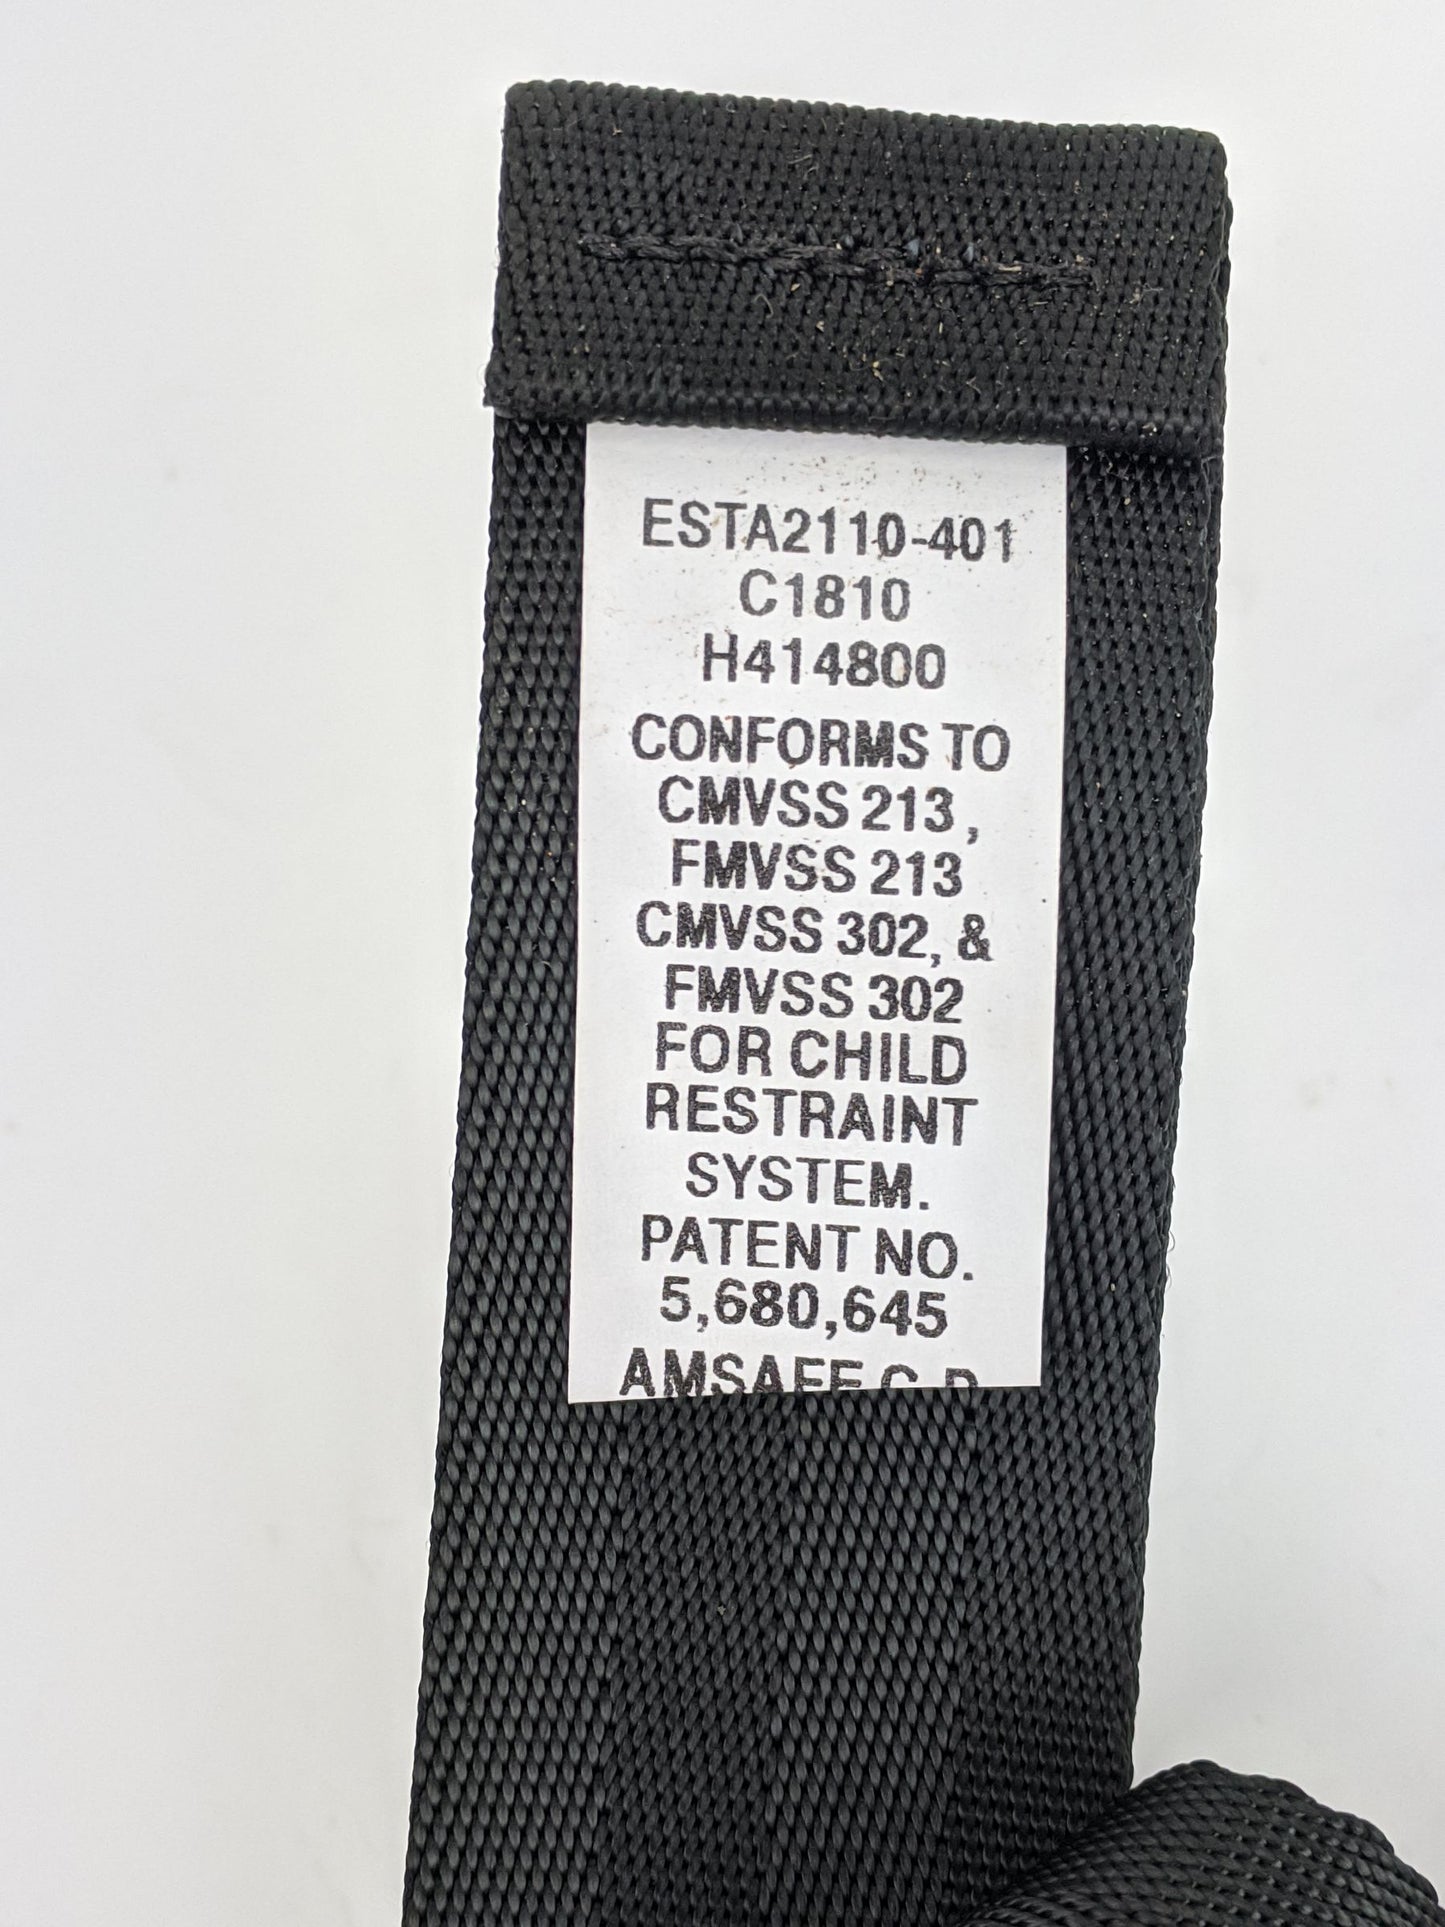 ESTA2110-401
C1810
H414800
CONFORMS TO
CMVSS 213,
FMVSS 213
CMVSS 302, &
FMVSS 302
FOR CHILD
RESTRAINT
SYSTEM.
PATENT NO.
5,680,645
AMSAFE